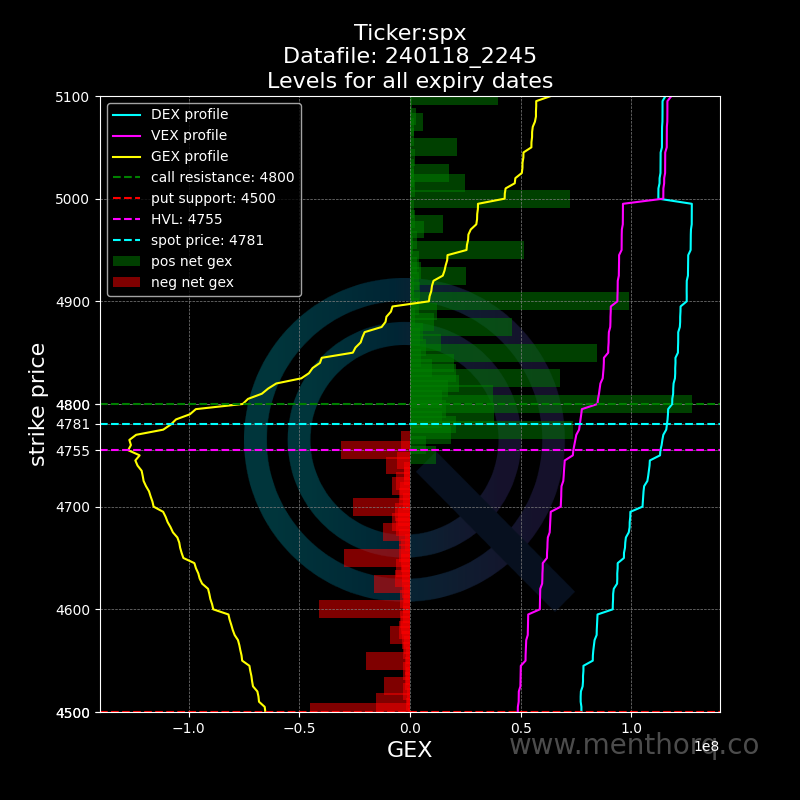 Ticker:spx
Datafile: 240118_2245
Levels for all expiry dates
DEX profile
VEX profile
GEX profile
call resistance: 4800
put support: 4500
HVL: 4755
spot price: 4781
pos net gex
neg net gex
5100
5000
4900
4800
4781
4755
4700
4600
4500
strike price
−1.0
−0.5
0.0
0.5
1.0
1e8
GEX
www.menthorq.co